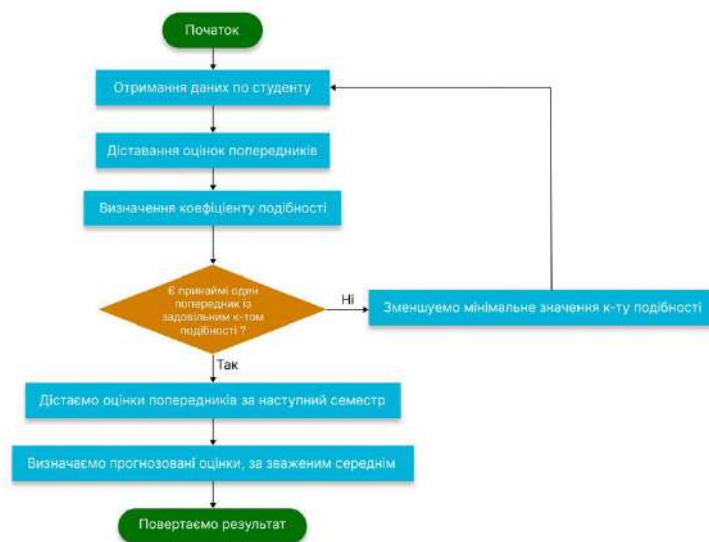 Початок
Отримання даних по студенту
Діставання оцінок попередників
Визначення коефіцієнту подібності
Є принаймі один
попередник із
задовільним к-том
подібності ?
Ні
Зменшуемо мінімальне значення к-ту подібності
Так
Дістаємо оцінки попередників за наступний семестр
Визначаємо прогнозовані оцінки, за зваженим середнім
Повертаємо результат